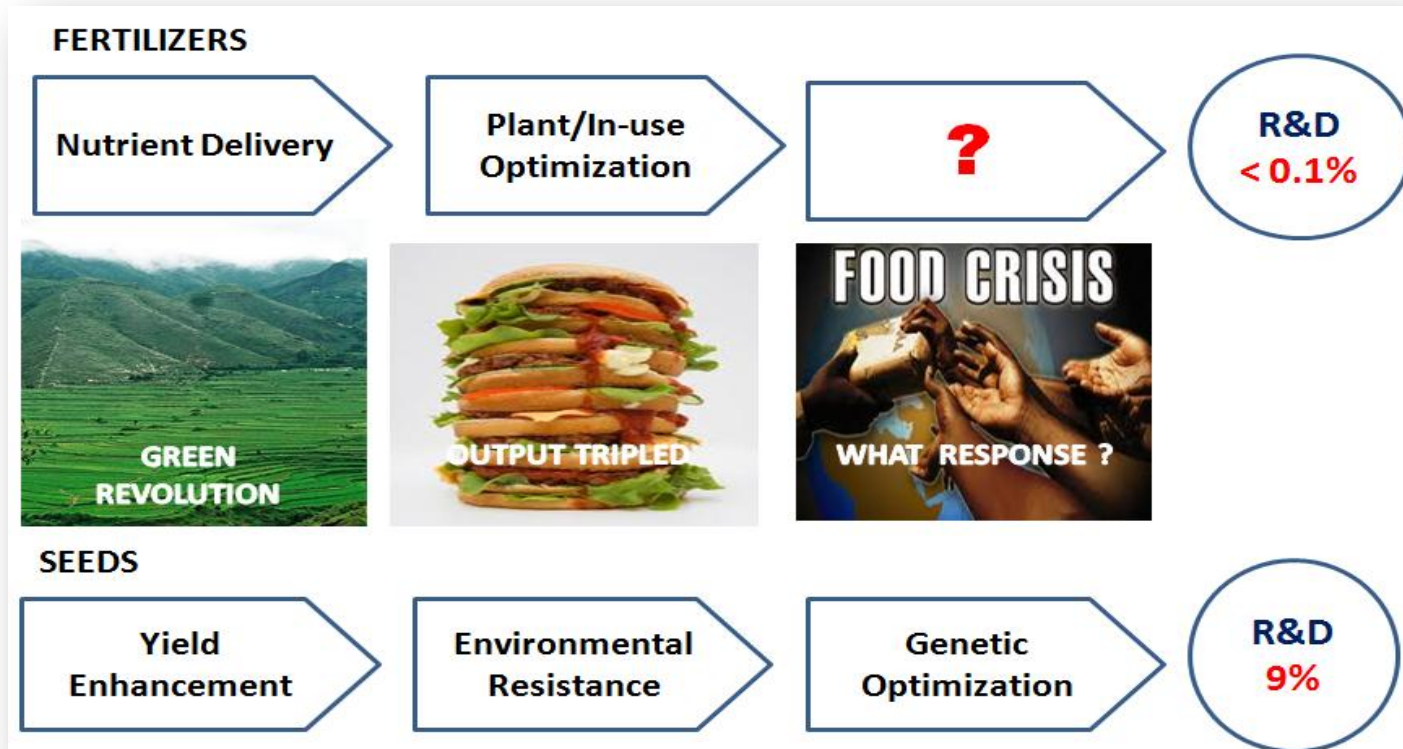 FERTILIZERS
Nutrient Delivery
Plant/In-use
Optimization
?
R&D
< 0.1%
GREEN
REVOLUTION
OUTPUT TRIPLED
FOOD CRISIS
WHAT RESPONSE ?
SEEDS
Yield
Enhancement
Environmental
Resistance
Genetic
Optimization
R&D
9%